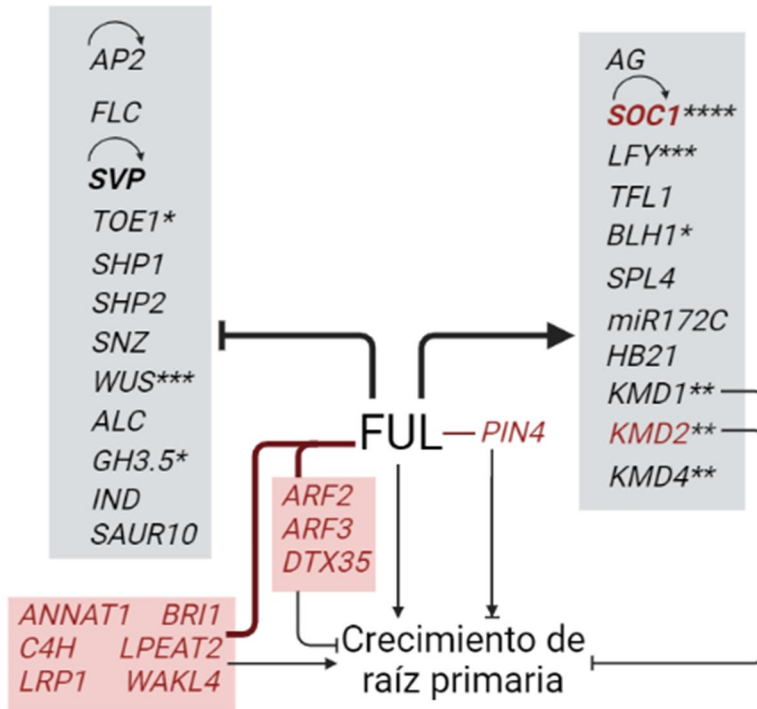 AP2
FLC
SVP
TOE1*
SHP1
SHP2
SNZ
WUS***
ALC
GH3.5*
IND
SAUR10
AG
SOC1****
LFY***
TFL1
BLH1*
SPL4
miR172C
HB21
KMD1**
KMD2**
KMD4**
FUL
PIN4
ARF2
ARF3
DTX35
ANNAT1 BRI1
C4H LPEAT2
LRP1 WAKL4
Crecimiento de
raíz primaria